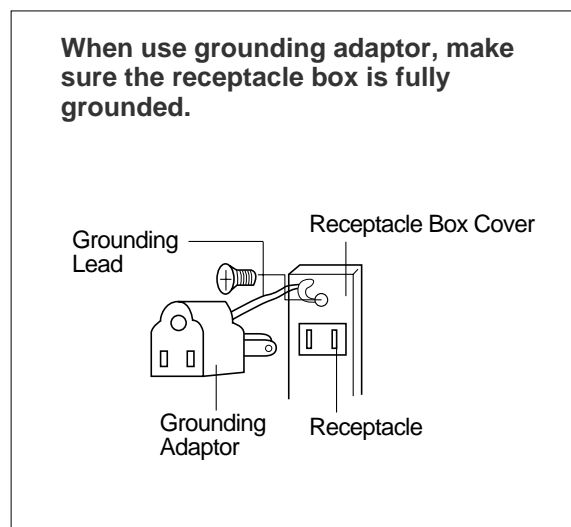 When use grounding adaptor, make
sure the receptacle box is fully
grounded.
Grounding
Lead
Receptacle Box Cover
Grounding
Adaptor
Receptacle